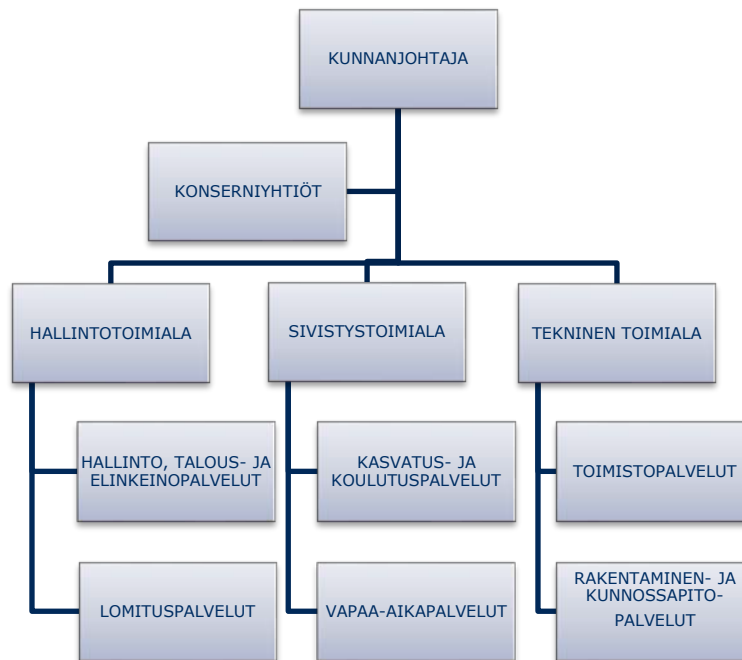 KUNNANJOHTAJA
KONSERNIYHTIÖT
HALLINTOTOIMIALA
SIVISTYSTOIMIALA
TEKNINEN TOIMIALA
HALLINTO, TALOUS- JA
ELINKEINOPALVELUT
KASVATUS- JA
KOULUTUSPALVELUT
TOIMISTOPALVELUT
LOMITUSPALVELUT
VAPAA-AIKAPALVELUT
RAKENTAMINEN- JA
KUNNOSSAPITO-
PALVELUT